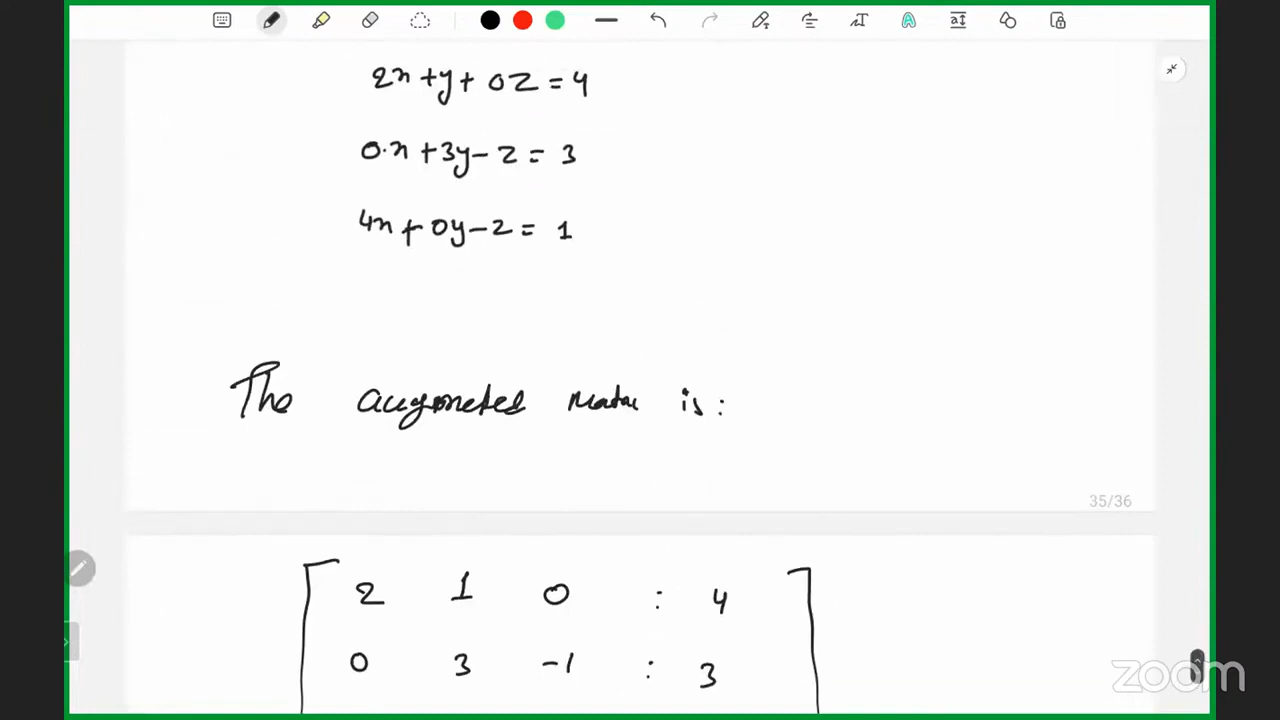 2x + y + 0z = 4
0·x + 3y - z = 3
4x + 0y - z = 1
The augmeted matrix is:
35/36
2 1 0 : 4
0 3 -1 : 3
zoom